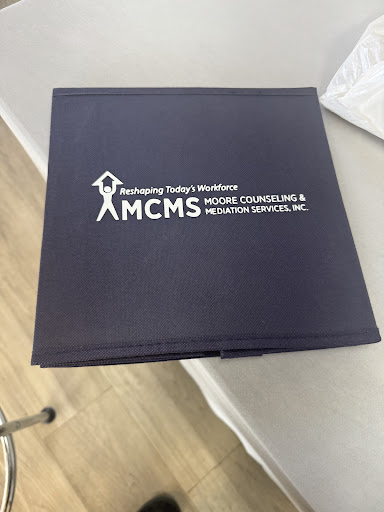 Reshaping Today's Workforce
MCMS MOORE COUNSELING &
MEDIATION SERVICES, INC.